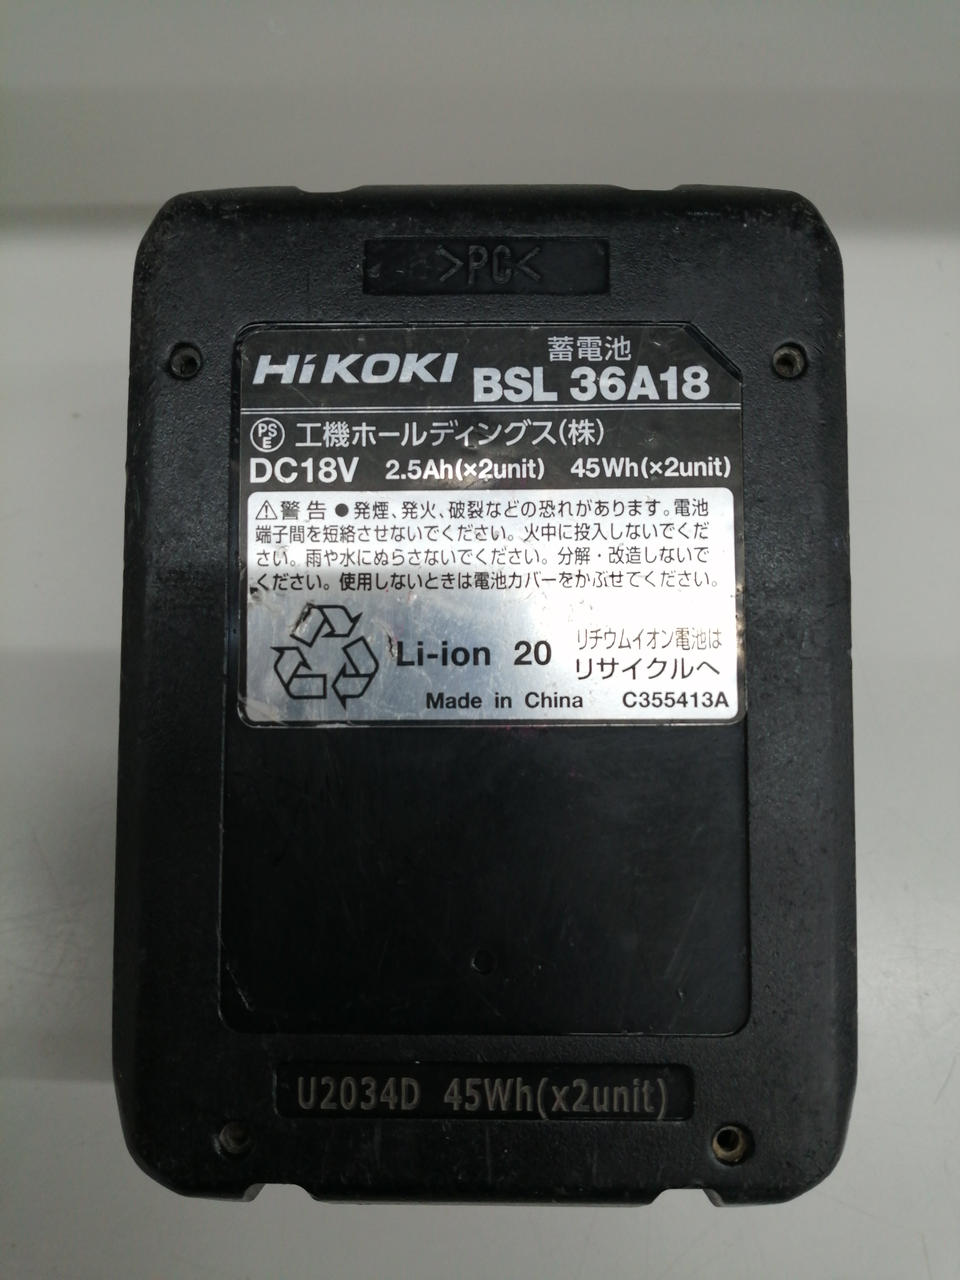 >PC<
HiKOKI 蓄電池
BSL 36A18
PSE 工機ホールディングス(株)
DC18V 2.5Ah(×2unit) 45Wh(×2unit)
⚠警告 ●発煙、発火、破裂などの恐れがあります。電池
端子間を短絡させないでください。火中に投入しないでくだ
さい。雨や水にぬらさないでください。分解・改造しないで
ください。使用しないときは電池カバーをかぶせてください。
Li-ion 20 リチウムイオン電池は
リサイクルへ
Made in China C355413A
U2034D 45Wh(x2unit)